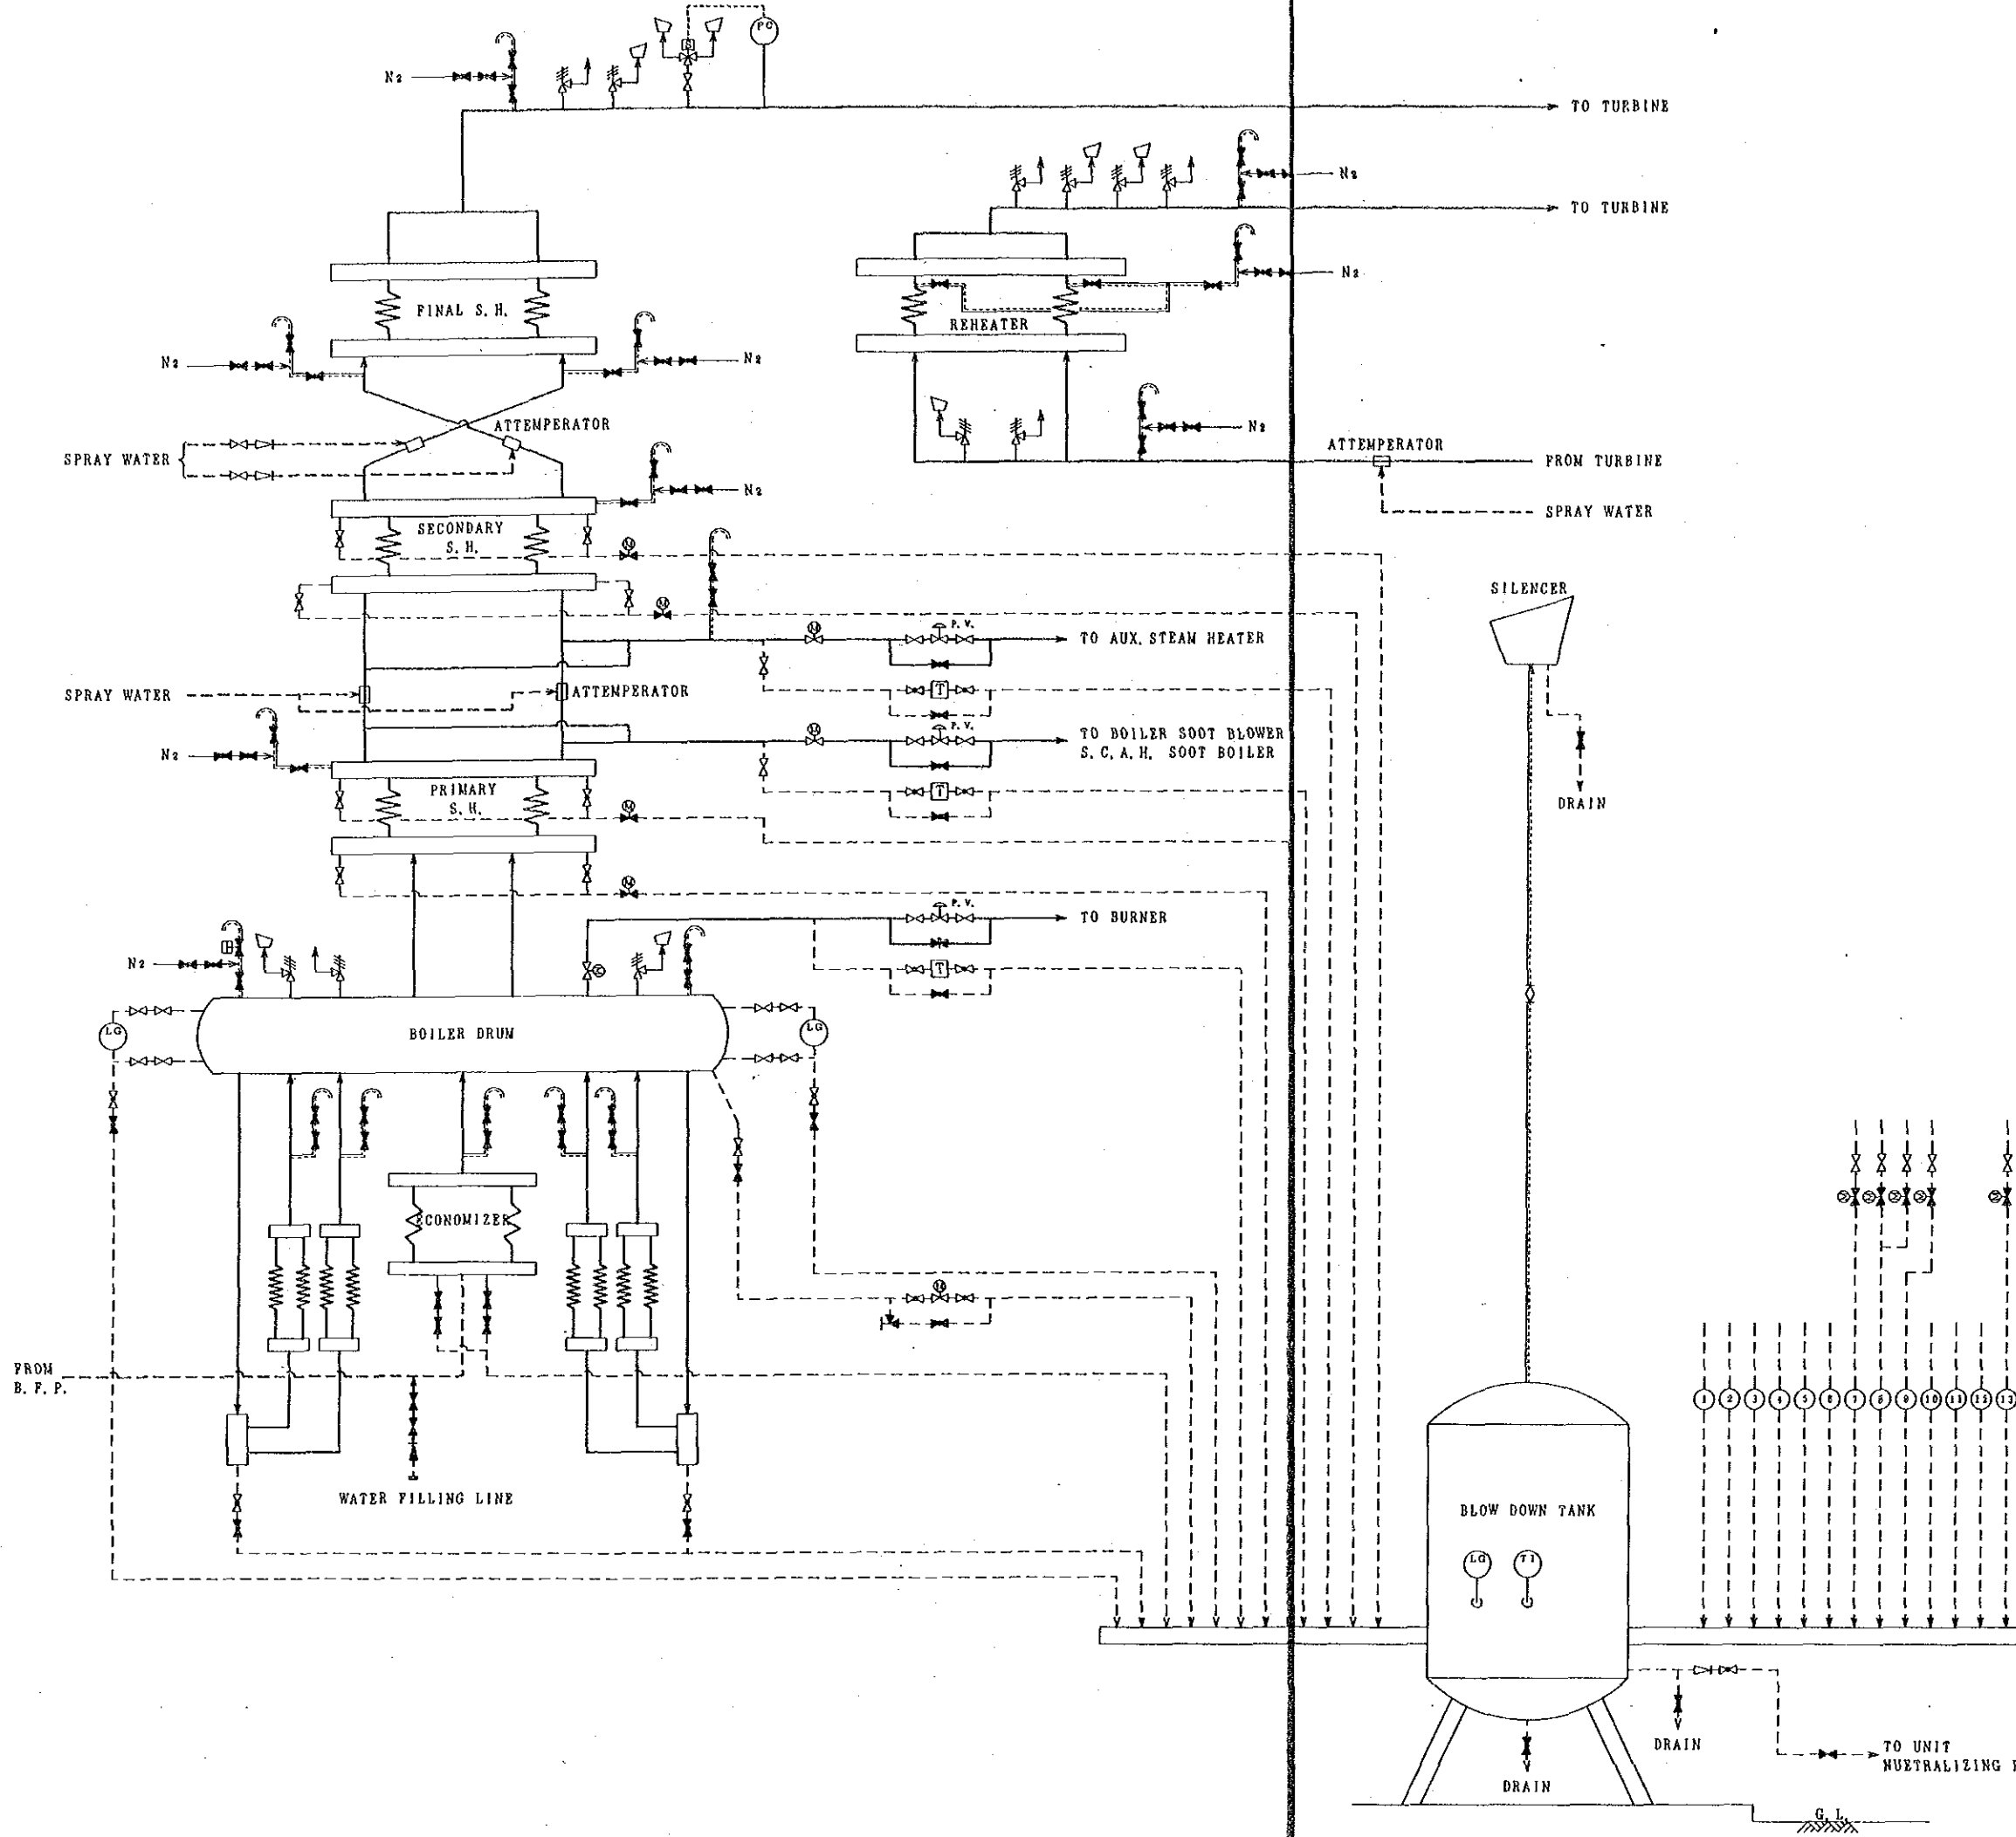 PC
S
N2
TO TURBINE
N2
TO TURBINE
N2
FINAL S. H.
REHEATER
N2
N2
ATTEMPERATOR
N2
ATTEMPERATOR
SPRAY WATER
FROM TURBINE
N2
SPRAY WATER
SECONDARY
S. H.
M
M
SILENCER
P. V.
M
TO AUX. STEAM HEATER
SPRAY WATER
ATTEMPERATOR
T
P. V.
M
TO BOILER SOOT BLOWER
S. C. A. H. SOOT BOILER
N2
PRIMARY
S. H.
T
M
DRAIN
M
P. V.
TO BURNER
N2
H
M
T
LG
BOILER DRUM
LG
M
M
M
M
M
ECONOMIZER
M
FROM
B. F. P.
1
2
3
4
5
6
7
8
9
10
11
12
13
WATER FILLING LINE
BLOW DOWN TANK
LG
TI
DRAIN
TO UNIT
NUETRALIZING
DRAIN
G. L.